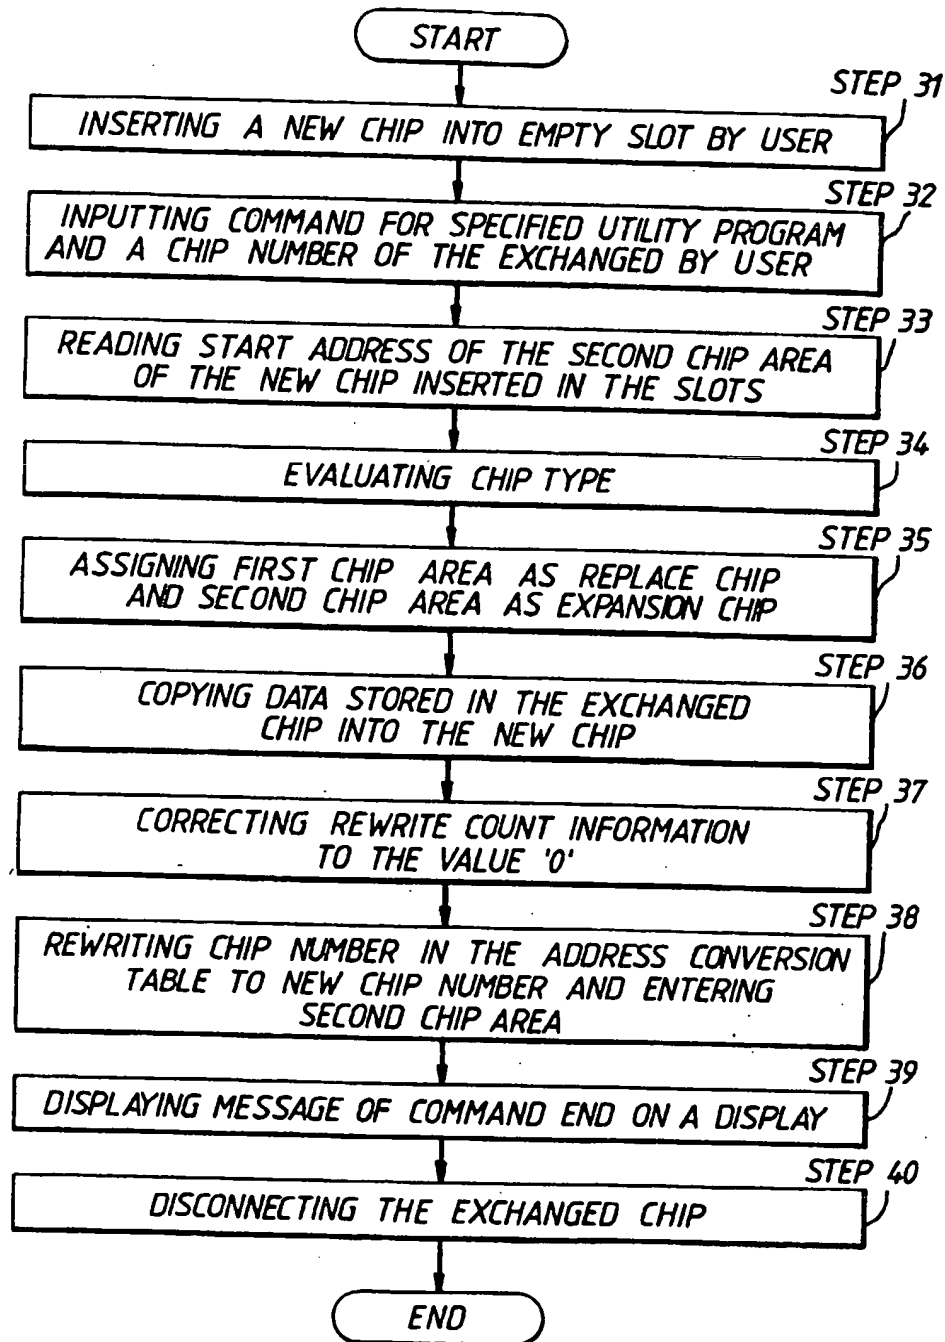 START
STEP 31
INSERTING A NEW CHIP INTO EMPTY SLOT BY USER
STEP 32
INPUTTING COMMAND FOR SPECIFIED UTILITY PROGRAM
AND A CHIP NUMBER OF THE EXCHANGED BY USER
STEP 33
READING START ADDRESS OF THE SECOND CHIP AREA
OF THE NEW CHIP INSERTED IN THE SLOTS
STEP 34
EVALUATING CHIP TYPE
STEP 35
ASSIGNING FIRST CHIP AREA AS REPLACE CHIP
AND SECOND CHIP AREA AS EXPANSION CHIP
STEP 36
COPYING DATA STORED IN THE EXCHANGED
CHIP INTO THE NEW CHIP
STEP 37
CORRECTING REWRITE COUNT INFORMATION
TO THE VALUE '0'
STEP 38
REWRITING CHIP NUMBER IN THE ADDRESS CONVERSION
TABLE TO NEW CHIP NUMBER AND ENTERING
SECOND CHIP AREA
STEP 39
DISPLAYING MESSAGE OF COMMAND END ON A DISPLAY
STEP 40
DISCONNECTING THE EXCHANGED CHIP
END